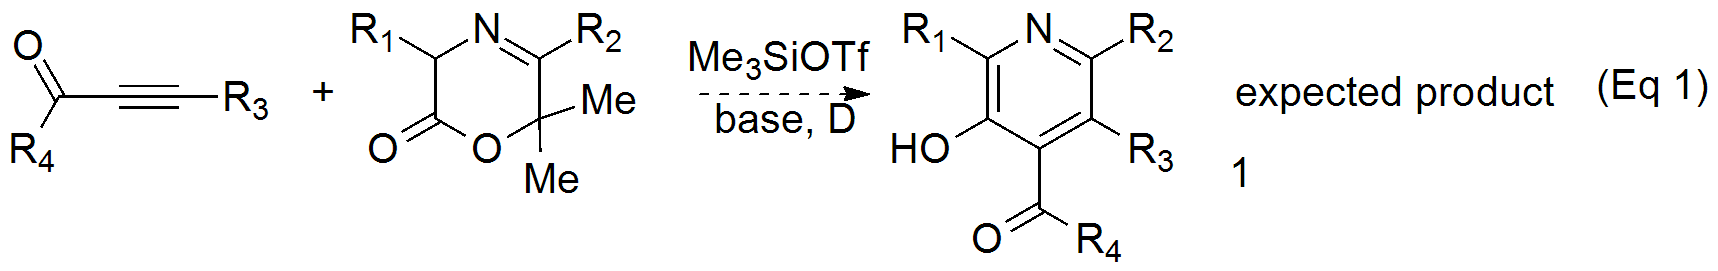 O
R4
R3
+
R1
N
R2
O
O
Me
Me
Me3SiOTf
base, D
R1
N
R2
HO
R3
O
R4
expected product (Eq 1)
1